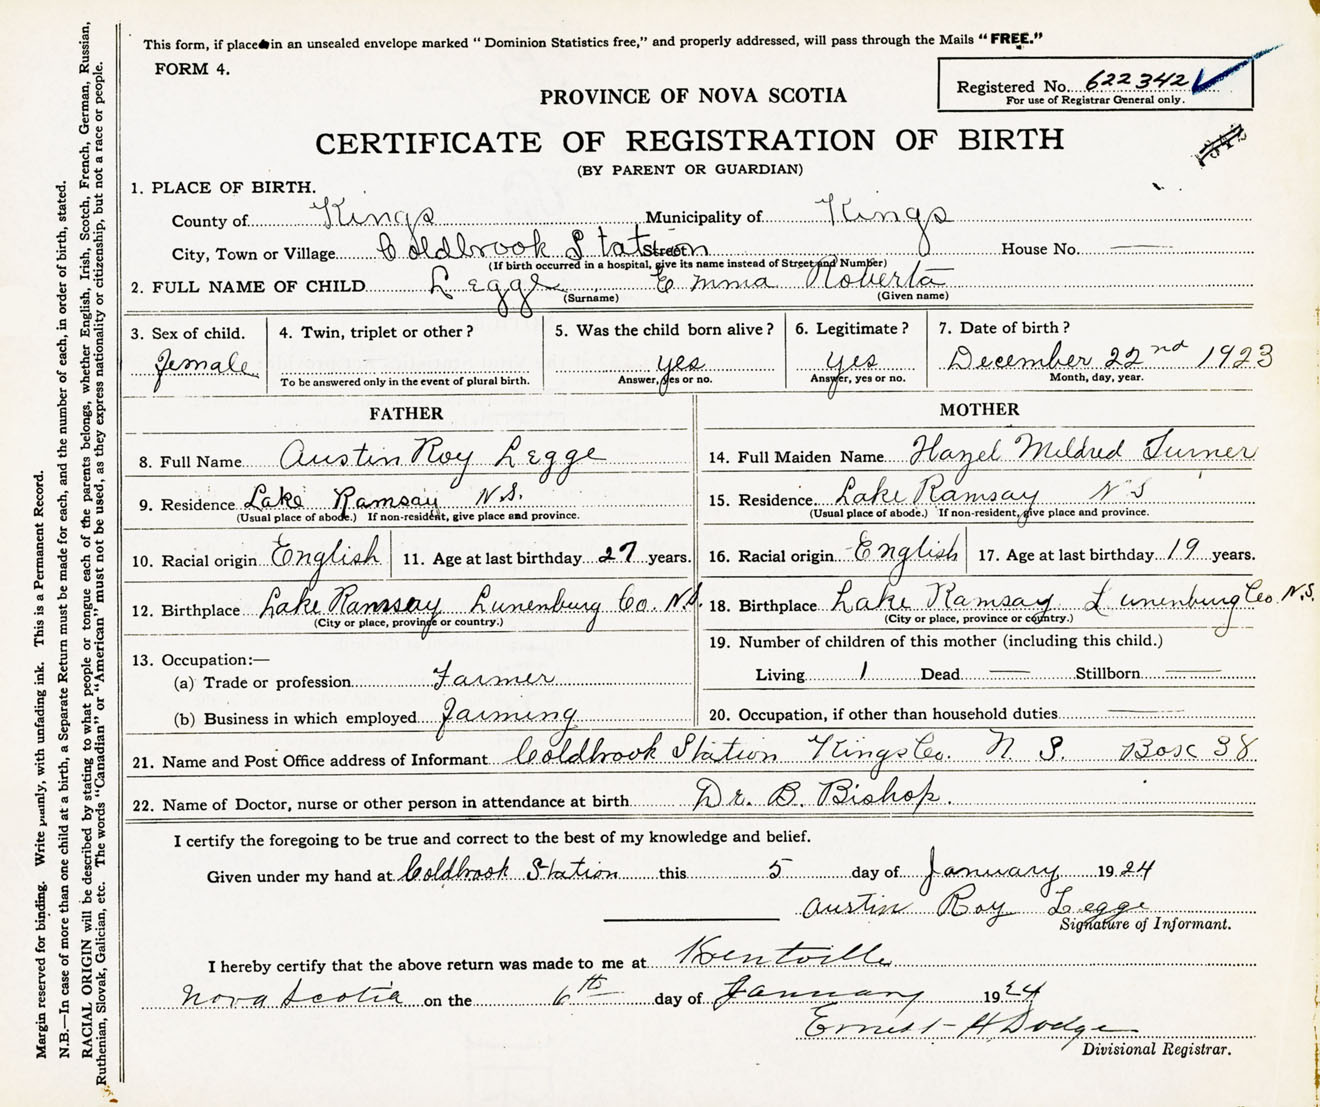 This form, if placed in an unsealed envelope marked “ Dominion Statistics free,” and properly addressed, will pass through the Mails “ FREE.”
FORM 4.
Registered No. 622342
For use of Registrar General only.
PROVINCE OF NOVA SCOTIA
CERTIFICATE OF REGISTRATION OF BIRTH
(BY PARENT OR GUARDIAN)
1. PLACE OF BIRTH.
County of Kings Municipality of Kings
City, Town or Village Coldbrook Station Street House No. —
(If birth occurred in a hospital, give its name instead of Street and Number)
2. FULL NAME OF CHILD Legge Emma Roberta
(Surname) (Given name)
3. Sex of child. 4. Twin, triplet or other? 5. Was the child born alive? 6. Legitimate? 7. Date of birth?
female yes yes December 22nd 1923
To be answered only in the event of plural birth. Answer, yes or no. Answer, yes or no. Month, day, year.
FATHER
8. Full Name Austin Roy Legge
9. Residence Lake Ramsay N.S.
(Usual place of abode.) If non-resident, give place and province.
10. Racial origin English 11. Age at last birthday 27 years.
12. Birthplace Lake Ramsay Lunenburg Co. N.S.
(City or place, province or country.)
13. Occupation:—
(a) Trade or profession Farmer
(b) Business in which employed farming
MOTHER
14. Full Maiden Name Hazel Mildred Turner
15. Residence Lake Ramsay N S
(Usual place of abode.) If non-resident, give place and province.
16. Racial origin English 17. Age at last birthday 19 years.
18. Birthplace Lake Ramsay Lunenburg Co. N.S.
(City or place, province or country.)
19. Number of children of this mother (including this child.)
Living 1 Dead — Stillborn —
20. Occupation, if other than household duties —
21. Name and Post Office address of Informant Coldbrook Station Kings Co. N. S. Box 38
22. Name of Doctor, nurse or other person in attendance at birth Dr. B. Bishop.
I certify the foregoing to be true and correct to the best of my knowledge and belief.
Given under my hand at Coldbrook Station this 5 day of January 1924
Austin Roy Legge
Signature of Informant.
I hereby certify that the above return was made to me at Kentville
Nova Scotia on the 6th day of January 1924
Ernest H Dodge
Divisional Registrar.
Margin reserved for binding. Write plainly, with unfading ink. This is a Permanent Record.
N.B.—In case of more than one child at a birth, a Separate Return must be made for each, and the number of each, in order of birth, stated.
RACIAL ORIGIN will be described by stating to what people or tongue each of the parents belongs, whether English, Irish, Scotch, French, German, Russian,
Ruthenian, Slovak, Galician, etc. The words “Canadian” or “American” must not be used, as they express nationality or citizenship, but not a race or people.